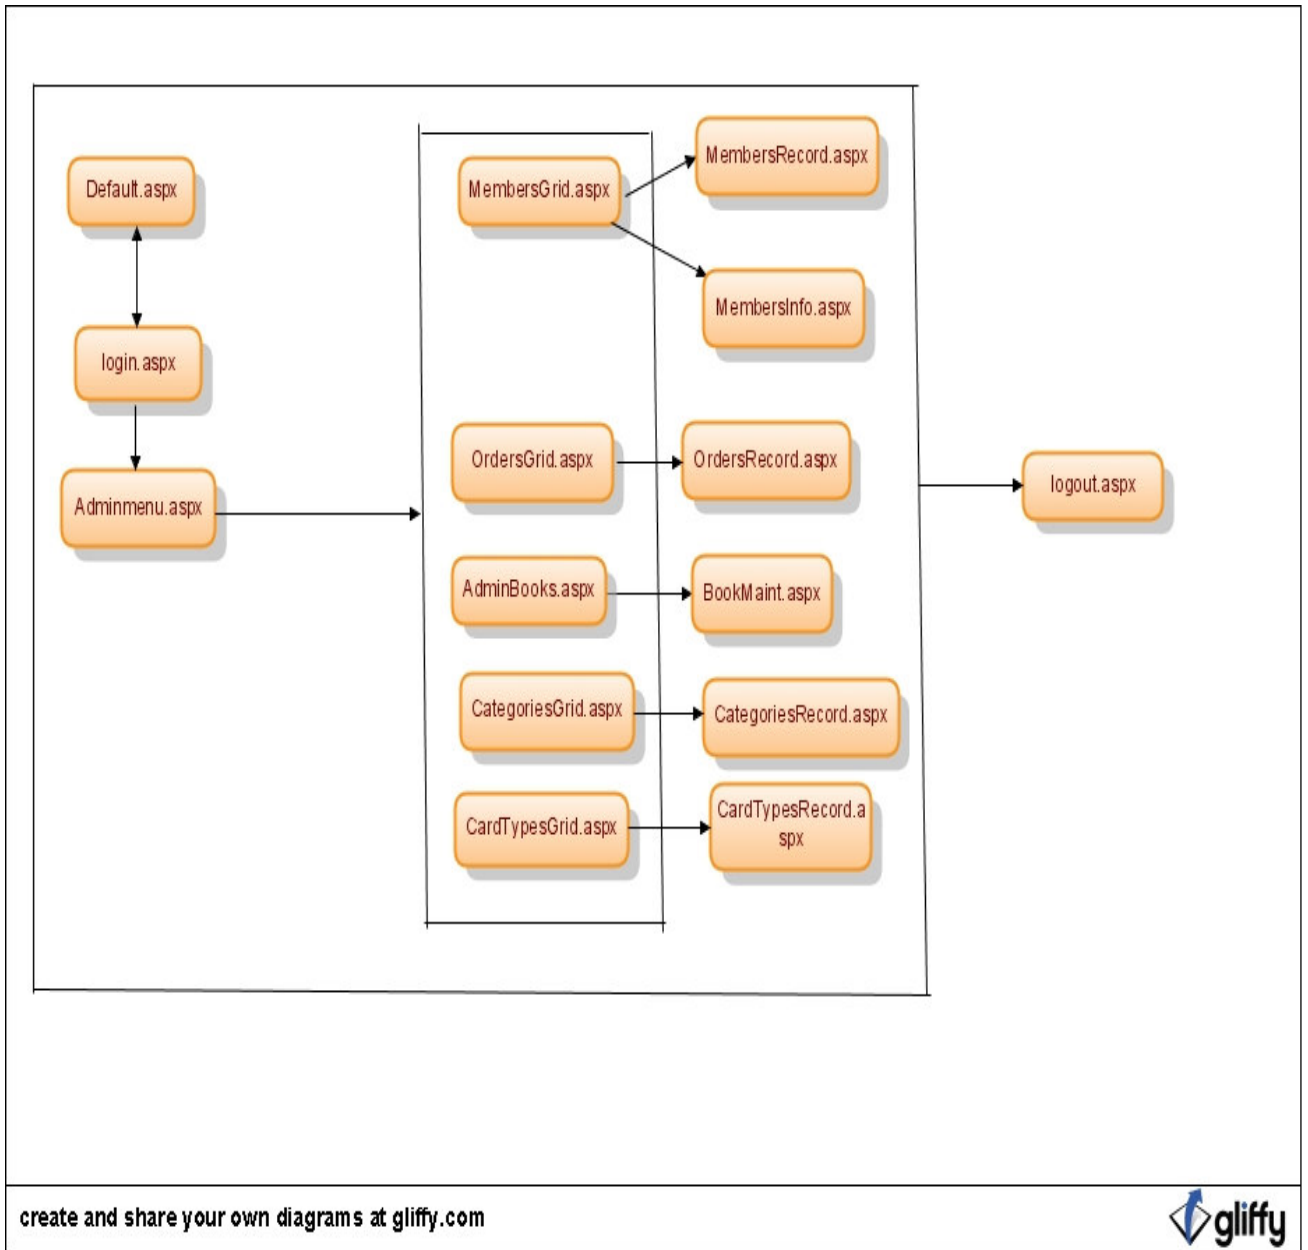 Default.aspx
login.aspx
Adminmenu.aspx
MembersGrid.aspx
MembersRecord.aspx
MembersInfo.aspx
OrdersGrid.aspx
OrdersRecord.aspx
AdminBooks.aspx
BookMaint.aspx
CategoriesGrid.aspx
CategoriesRecord.aspx
CardTypesGrid.aspx
CardTypesRecord.a
spx
logout.aspx
create and share your own diagrams at gliffy.com
gliffy